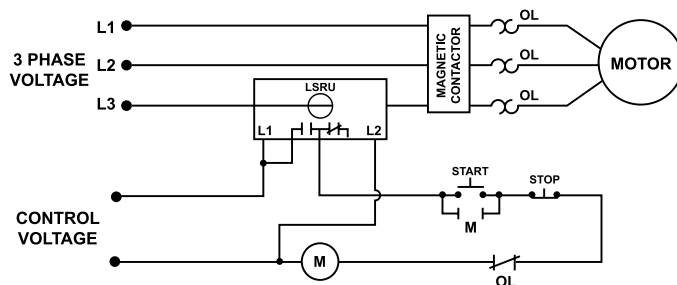 L1
OL
3 PHASE
VOLTAGE
L2
MAGNETIC
CONTACTOR
OL
MOTOR
L3
LSRU
OL
L1
L2
START
STOP
M
CONTROL
VOLTAGE
M
OL